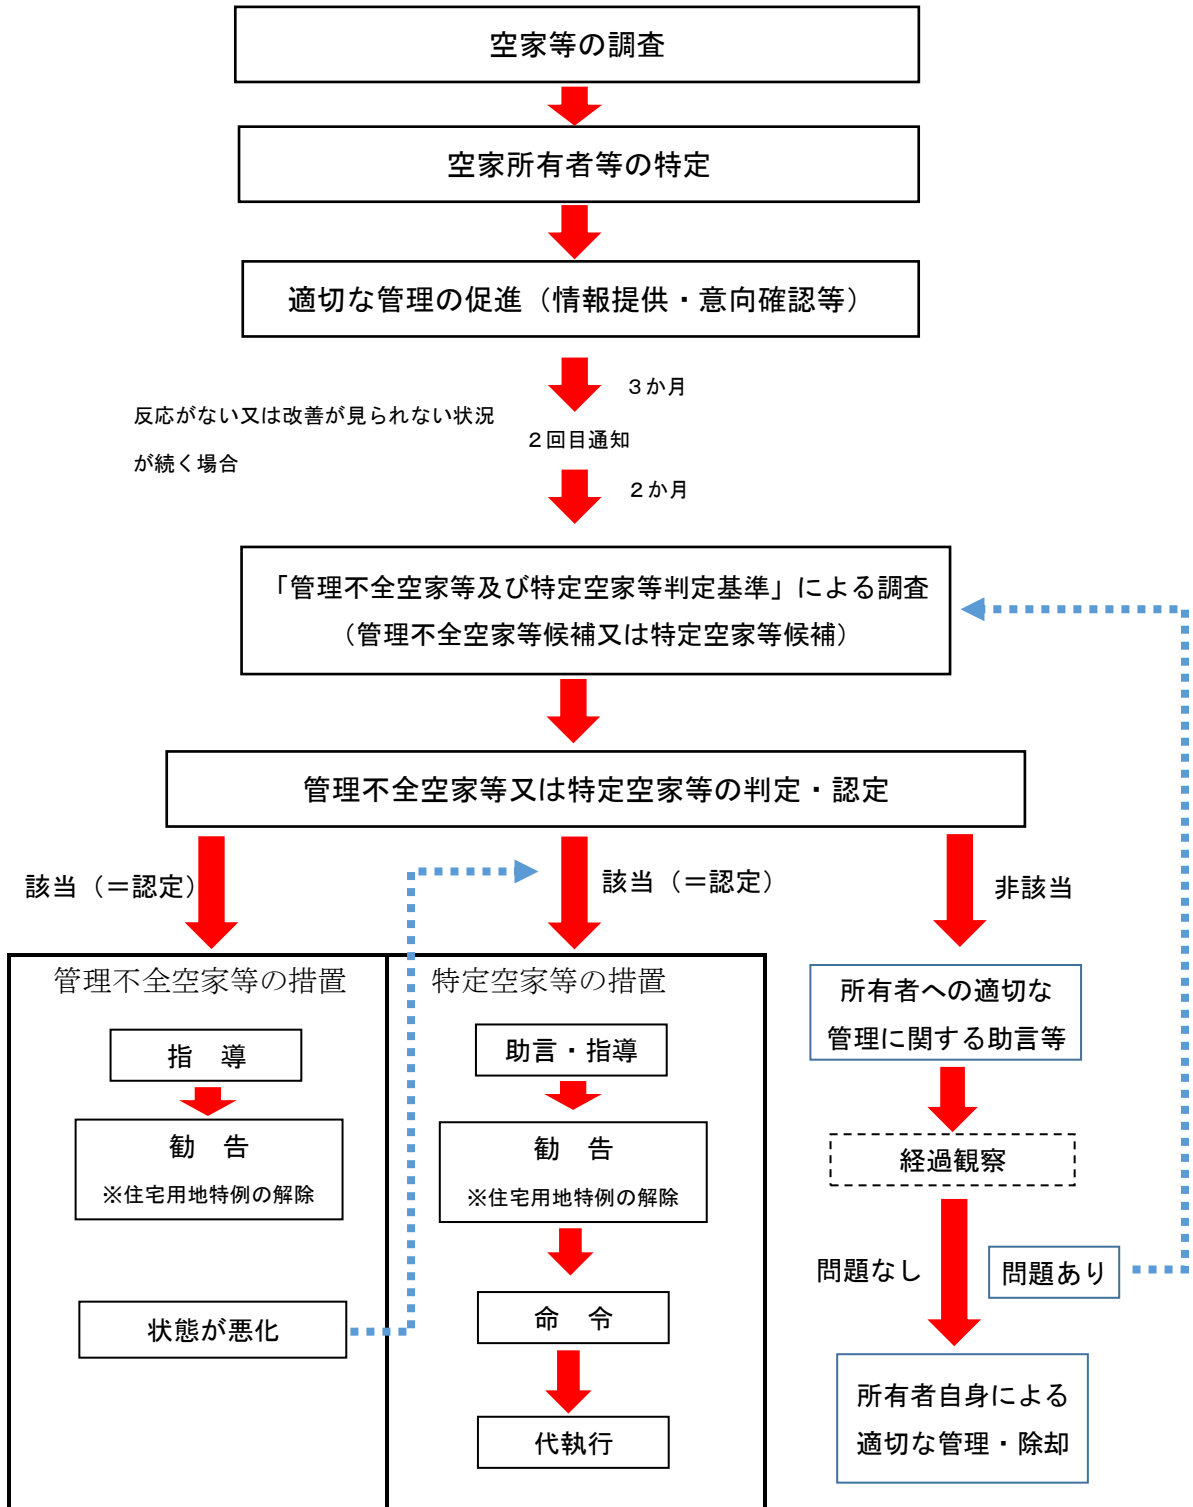 空家等の調査
空家所有者等の特定
適切な管理の促進（情報提供・意向確認等）
３か月
反応がない又は改善が見られない状況
が続く場合
２回目通知
２か月
「管理不全空家等及び特定空家等判定基準」による調査
（管理不全空家等候補又は特定空家等候補）
管理不全空家等又は特定空家等の判定・認定
該当（＝認定）
該当（＝認定）
非該当
管理不全空家等の措置
指　導
勧　告
※住宅用地特例の解除
状態が悪化
特定空家等の措置
助言・指導
勧　告
※住宅用地特例の解除
命　令
代執行
所有者への適切な
管理に関する助言等
経過観察
問題なし
問題あり
所有者自身による
適切な管理・除却